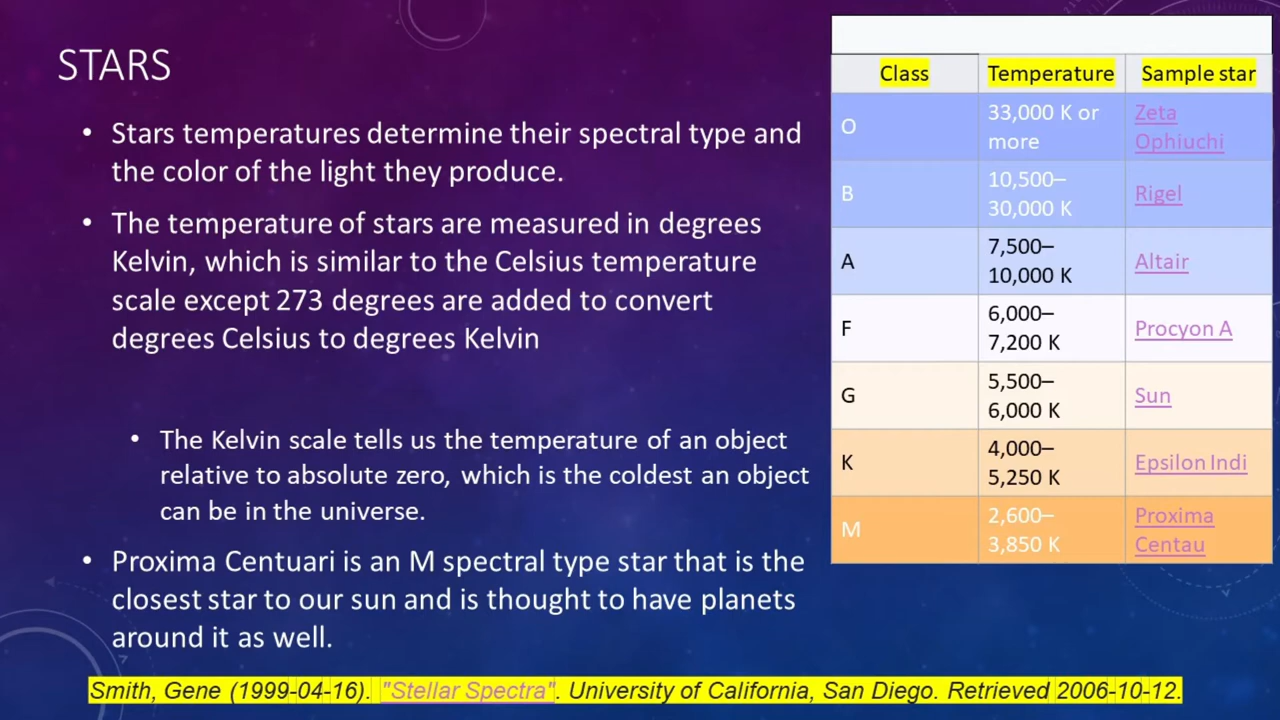 STARS
• Stars temperatures determine their spectral type and
the color of the light they produce.
• The temperature of stars are measured in degrees
Kelvin, which is similar to the Celsius temperature
scale except 273 degrees are added to convert
degrees Celsius to degrees Kelvin
• The Kelvin scale tells us the temperature of an object
relative to absolute zero, which is the coldest an object
can be in the universe.
• Proxima Centuari is an M spectral type star that is the
closest star to our sun and is thought to have planets
around it as well.
Class Temperature Sample star
O 33,000 K or more Zeta Ophiuchi
B 10,500–30,000 K Rigel
A 7,500–10,000 K Altair
F 6,000–7,200 K Procyon A
G 5,500–6,000 K Sun
K 4,000–5,250 K Epsilon Indi
M 2,600–3,850 K Proxima Centau
Smith, Gene (1999-04-16). "Stellar Spectra". University of California, San Diego. Retrieved 2006-10-12.